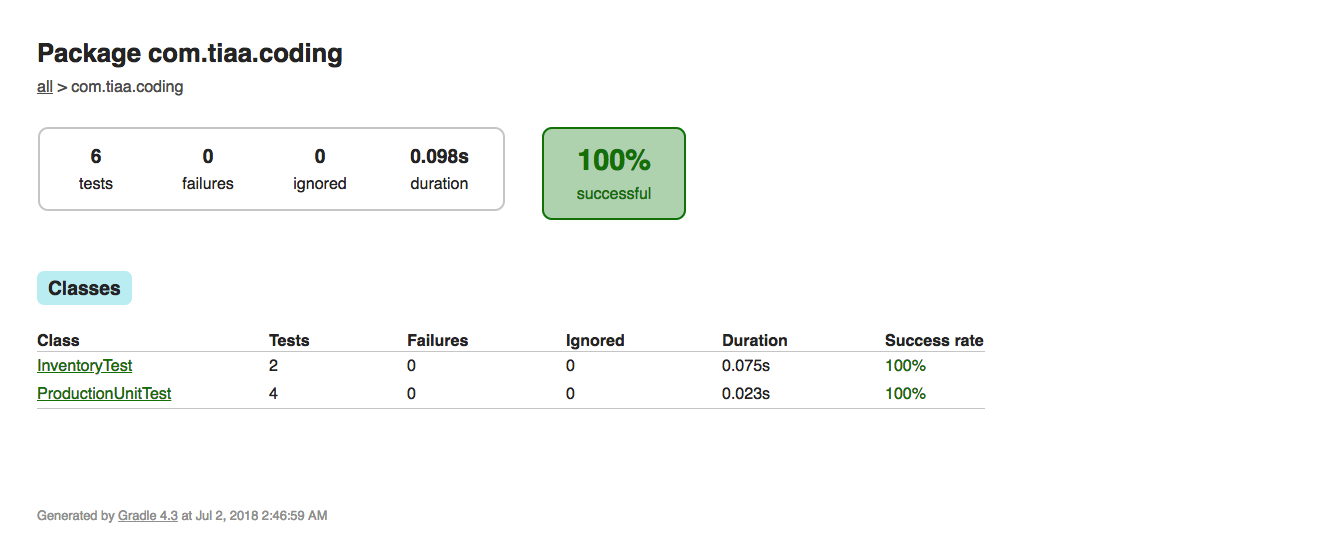 Package com.tiaa.coding
all > com.tiaa.coding
6 0 0 0.098s
tests failures ignored duration
100%
successful
Classes
Class Tests Failures Ignored Duration Success rate
InventoryTest 2 0 0 0.075s 100%
ProductionUnitTest 4 0 0 0.023s 100%
Generated by Gradle 4.3 at Jul 2, 2018 2:46:59 AM